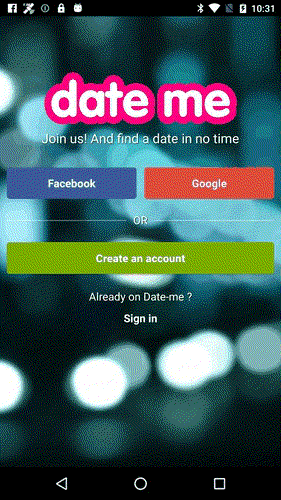 10:31
date me
Join us! And find a date in no time
Facebook
Google
OR
Create an account
Already on Date-me ?
Sign in